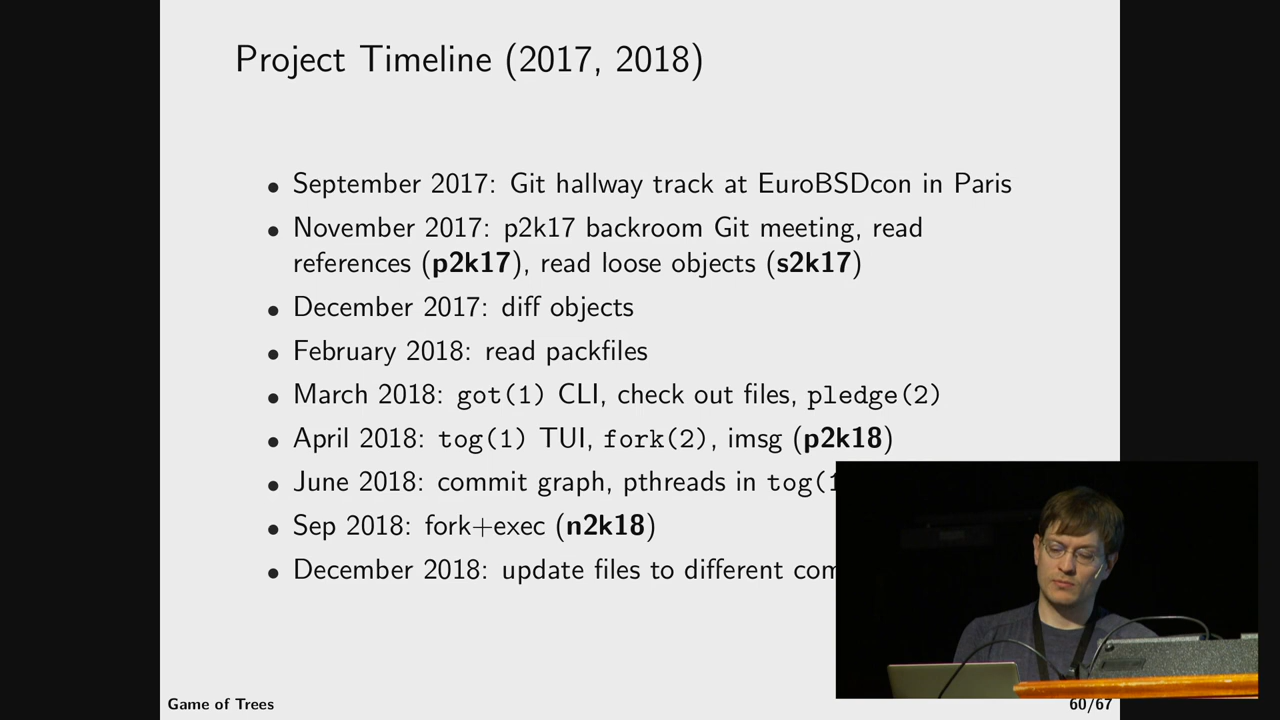 Project Timeline (2017, 2018)
• September 2017: Git hallway track at EuroBSDcon in Paris
• November 2017: p2k17 backroom Git meeting, read
references (p2k17), read loose objects (s2k17)
• December 2017: diff objects
• February 2018: read packfiles
• March 2018: got(1) CLI, check out files, pledge(2)
• April 2018: tog(1) TUI, fork(2), imsg (p2k18)
• June 2018: commit graph, pthreads in tog(1
• Sep 2018: fork+exec (n2k18)
• December 2018: update files to different com
Game of Trees
60/67